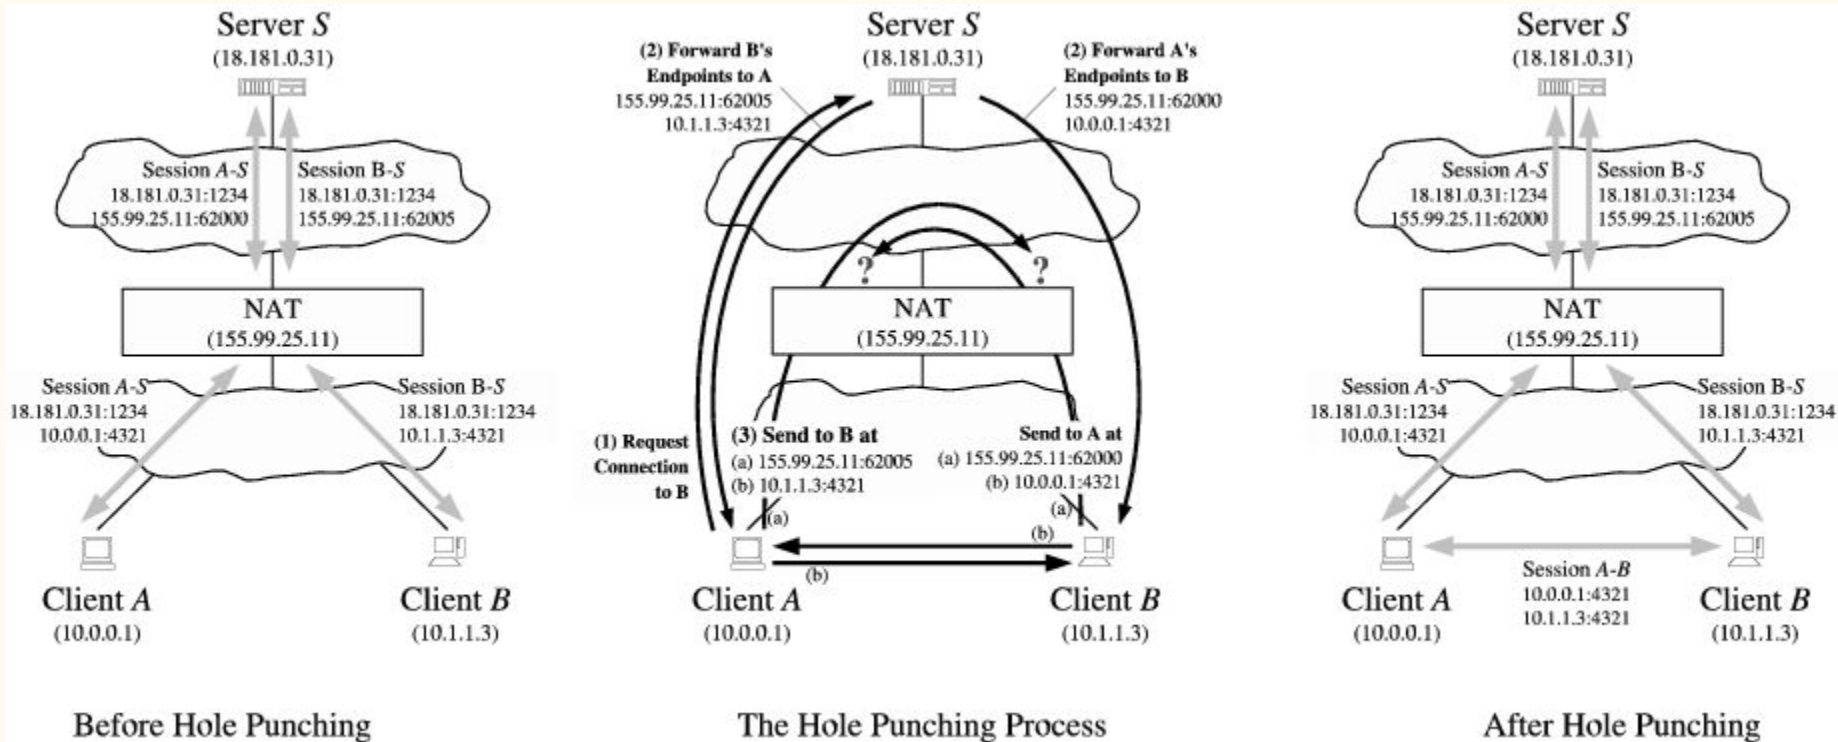 Server S
(18.181.0.31)
Session A-S
18.181.0.31:1234
155.99.25.11:62000
Session B-S
18.181.0.31:1234
155.99.25.11:62005
NAT
(155.99.25.11)
Session A-S
18.181.0.31:1234
10.0.0.1:4321
Session B-S
18.181.0.31:1234
10.1.1.3:4321
Client A
(10.0.0.1)
Client B
(10.1.1.3)
Before Hole Punching
Server S
(18.181.0.31)
(2) Forward B's
Endpoints to A
155.99.25.11:62005
10.1.1.3:4321
(2) Forward A's
Endpoints to B
155.99.25.11:62000
10.0.0.1:4321
?
?
NAT
(155.99.25.11)
(1) Request
Connection
to B
(3) Send to B at
(a) 155.99.25.11:62005
(b) 10.1.1.3:4321
Send to A at
(a) 155.99.25.11:62000
(b) 10.0.0.1:4321
(a)
(a)
(b)
(b)
Client A
(10.0.0.1)
Client B
(10.1.1.3)
The Hole Punching Process
Server S
(18.181.0.31)
Session A-S
18.181.0.31:1234
155.99.25.11:62000
Session B-S
18.181.0.31:1234
155.99.25.11:62005
NAT
(155.99.25.11)
Session A-S
18.181.0.31:1234
10.0.0.1:4321
Session B-S
18.181.0.31:1234
10.1.1.3:4321
Session A-B
10.0.0.1:4321
10.1.1.3:4321
Client A
(10.0.0.1)
Client B
(10.1.1.3)
After Hole Punching